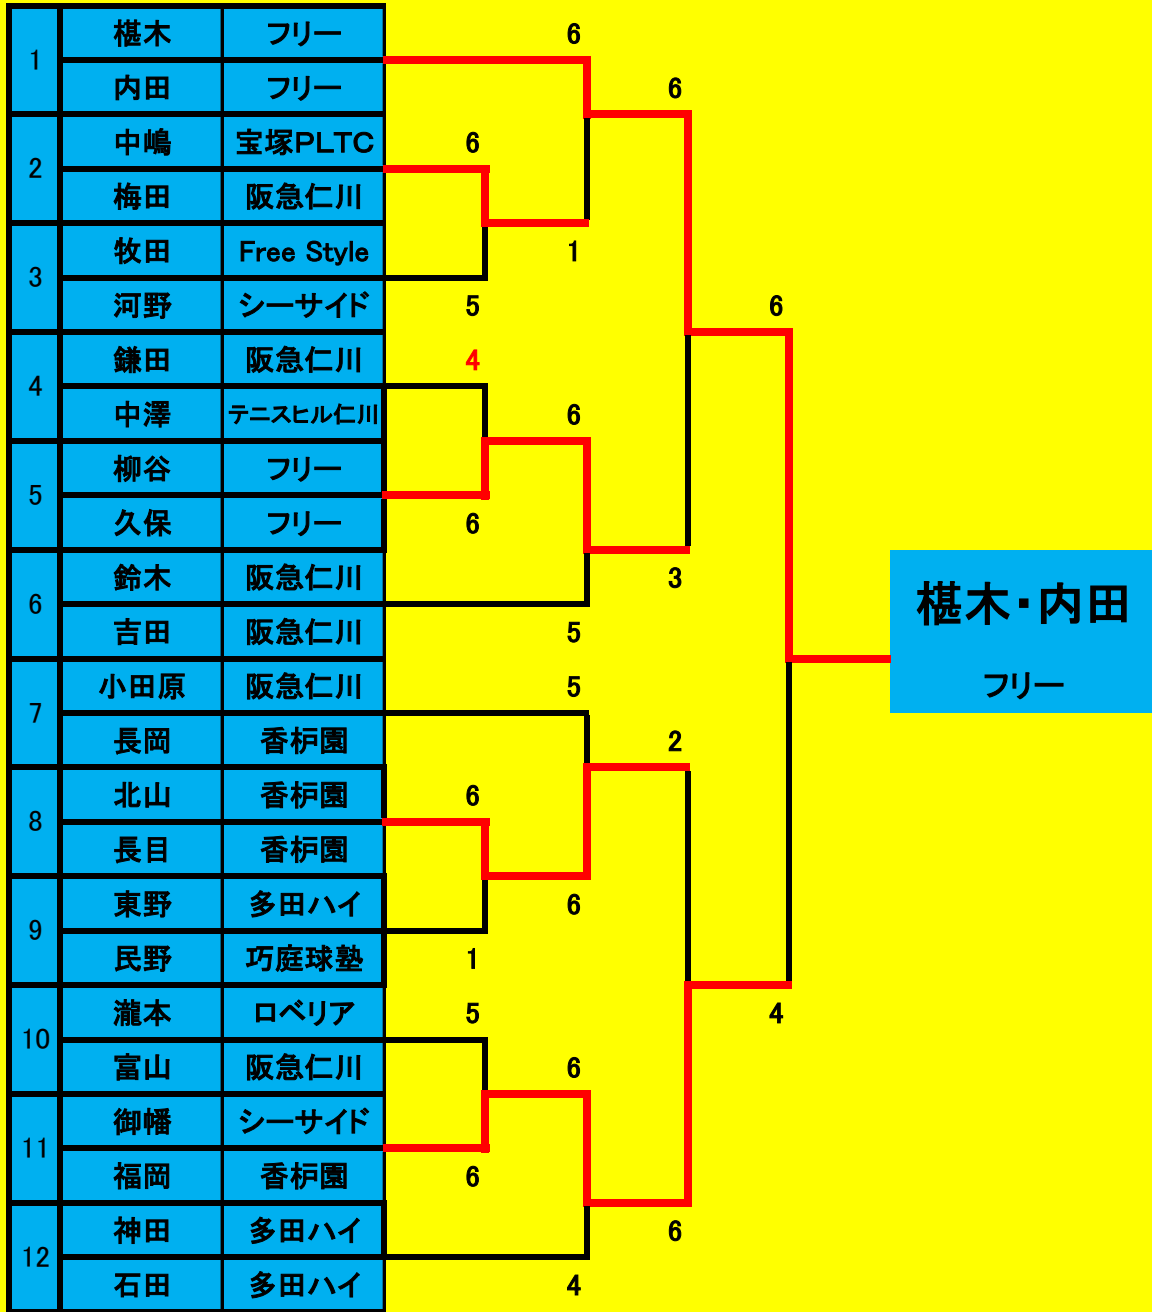 1
椹木 フリー
内田 フリー
6
6
2
中嶋 宝塚PLTC
梅田 阪急仁川
6
1
3
牧田 Free Style
河野 シーサイド
5
6
4
鎌田 阪急仁川
中澤 テニスヒル仁川
4
6
5
柳谷 フリー
久保 フリー
6
3
6
鈴木 阪急仁川
吉田 阪急仁川
5
椹木・内田
フリー
7
小田原 阪急仁川
長岡 香枦園
5
2
8
北山 香枦園
長目 香枦園
6
6
9
東野 多田ハイ
民野 巧庭球塾
1
4
10
瀧本 ロベリア
富山 阪急仁川
5
6
11
御幡 シーサイド
福岡 香枦園
6
6
12
神田 多田ハイ
石田 多田ハイ
4